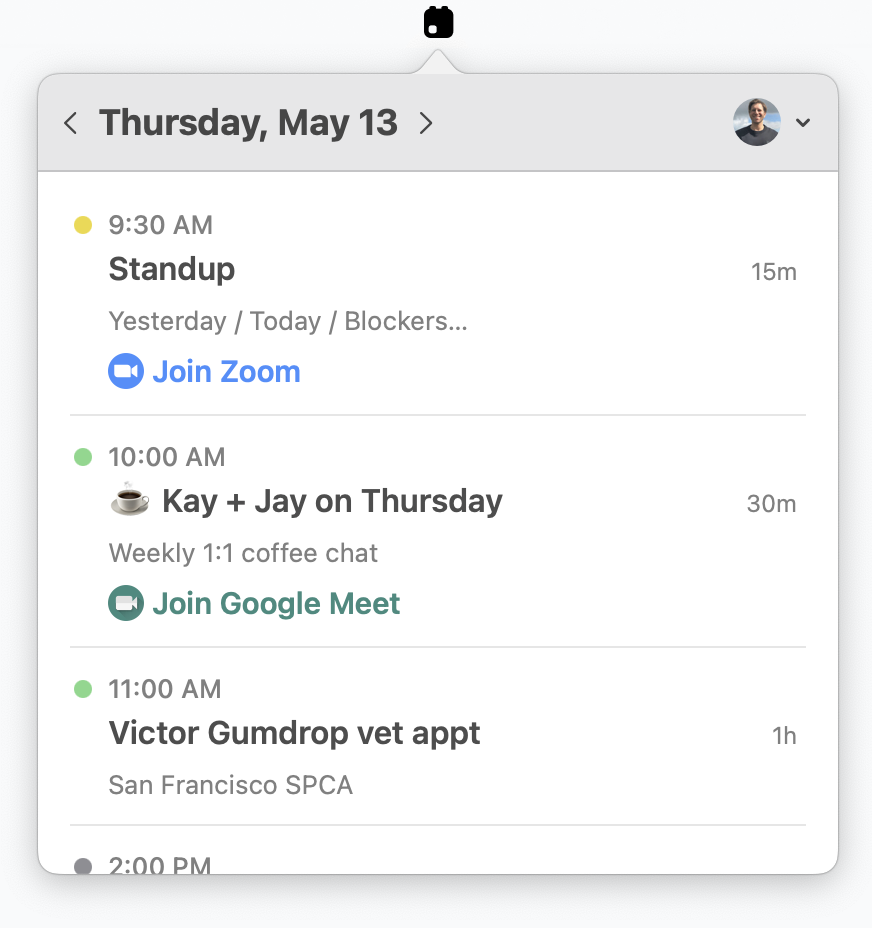 Thursday, May 13
9:30 AM
Standup
15m
Yesterday / Today / Blockers...
Join Zoom
10:00 AM
☕ Kay + Jay on Thursday
30m
Weekly 1:1 coffee chat
Join Google Meet
11:00 AM
Victor Gumdrop vet appt
1h
San Francisco SPCA
2:00 PM